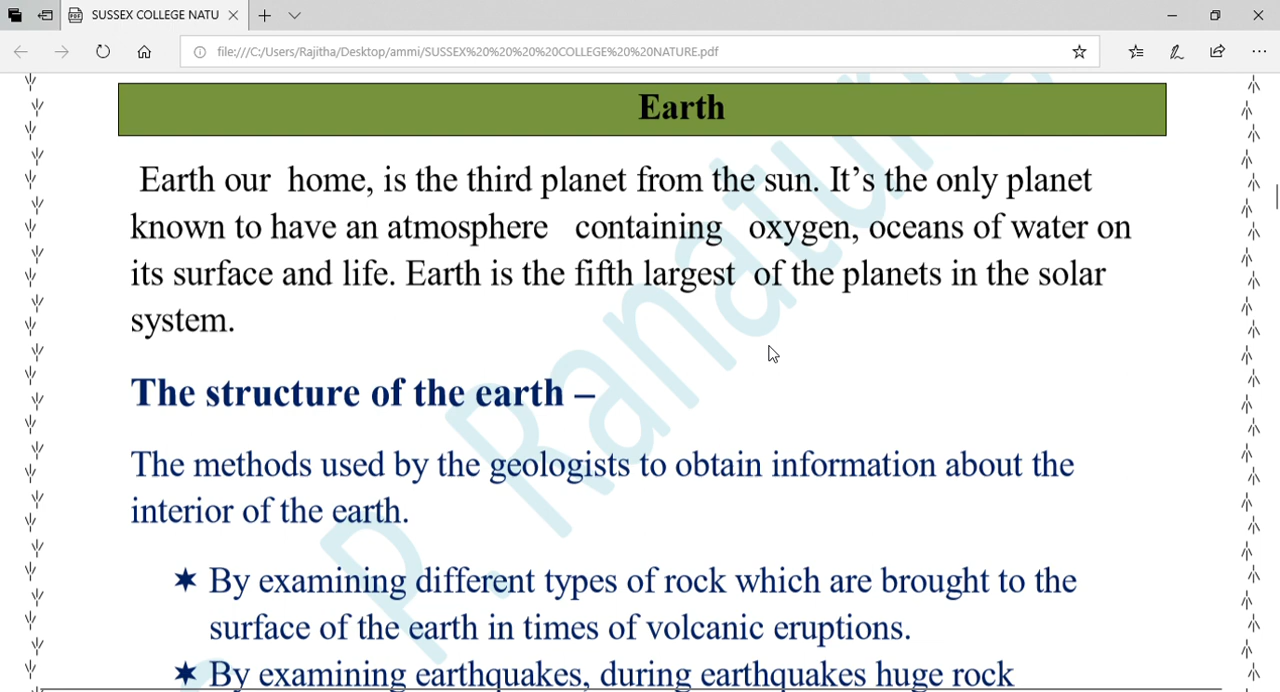 SUSSEX COLLEGE NATU
file:///C:/Users/Rajitha/Desktop/ammi/SUSSEX%20%20%20%20COLLEGE%20%20NATURE.pdf
Earth
Earth our home, is the third planet from the sun. It’s the only planet
known to have an atmosphere containing oxygen, oceans of water on
its surface and life. Earth is the fifth largest of the planets in the solar
system.
The structure of the earth –
The methods used by the geologists to obtain information about the
interior of the earth.
✶ By examining different types of rock which are brought to the
surface of the earth in times of volcanic eruptions.
✶ By examining earthquakes, during earthquakes huge rock
P. Ranatunga